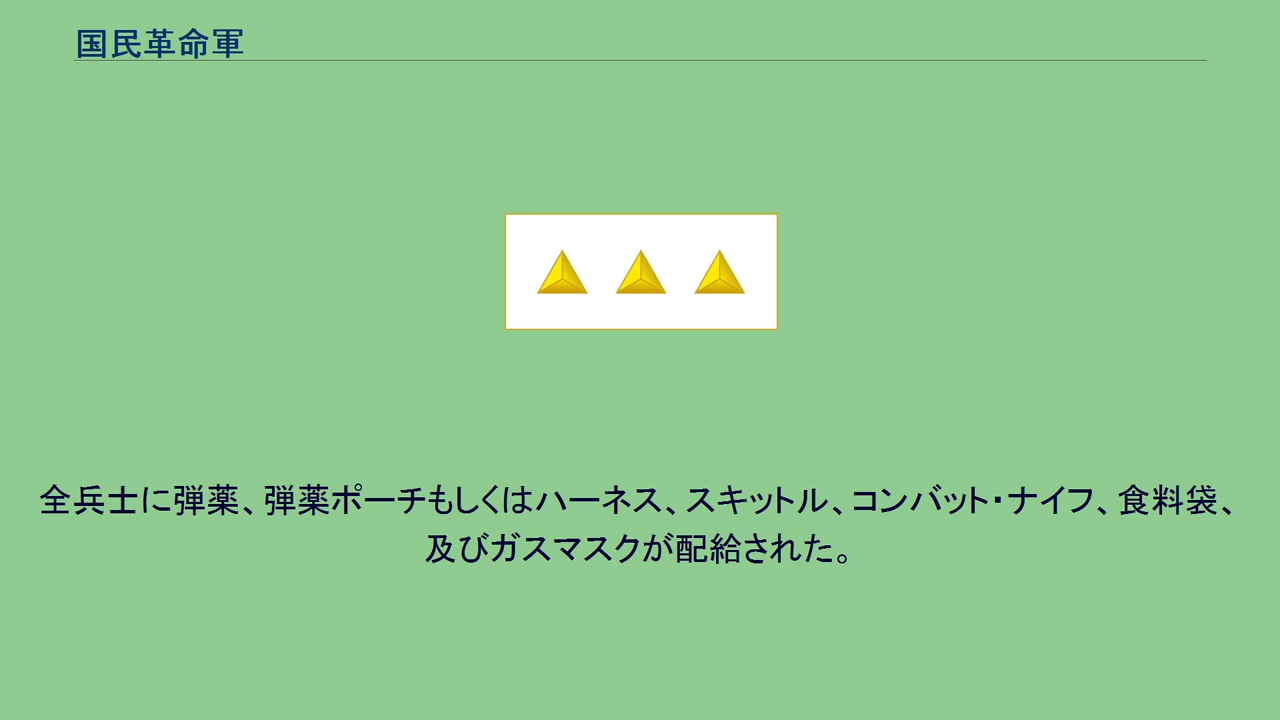 国民革命軍
全兵士に弾薬、弾薬ポーチもしくはハーネス、スキットル、コンバット・ナイフ、食料袋、
及びガスマスクが配給された。